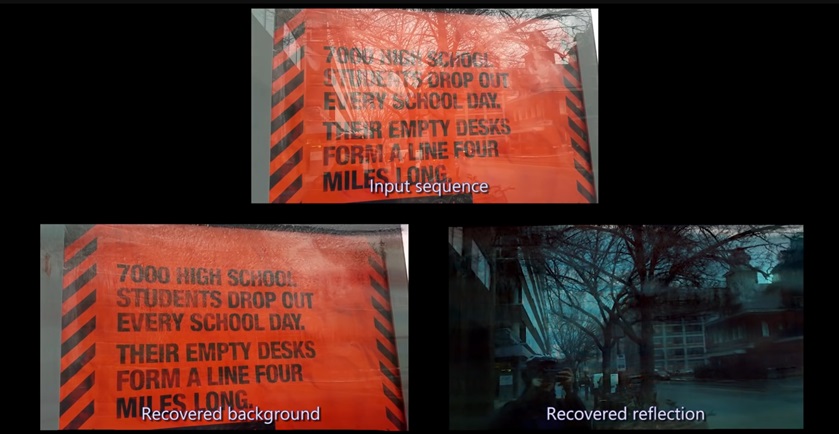 7000 HIGH SCHOOL
STUDENTS DROP OUT
EVERY SCHOOL DAY.
THEIR EMPTY DESKS
FORM A LINE FOUR
MILES LONG.
Input sequence
7000 HIGH SCHOOL
STUDENTS DROP OUT
EVERY SCHOOL DAY.
THEIR EMPTY DESKS
FORM A LINE FOUR
MILES LONG.
Recovered background
Recovered reflection